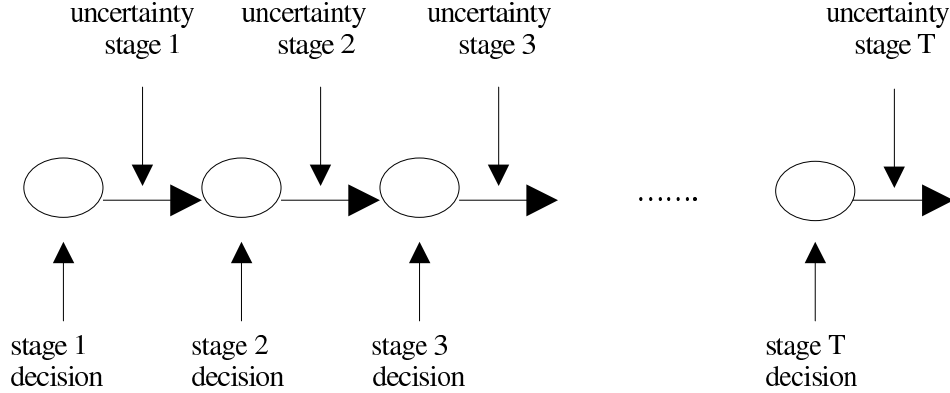 uncertainty
stage 1
uncertainty
stage 2
uncertainty
stage 3
uncertainty
stage T
.......
stage 1
decision
stage 2
decision
stage 3
decision
stage T
decision